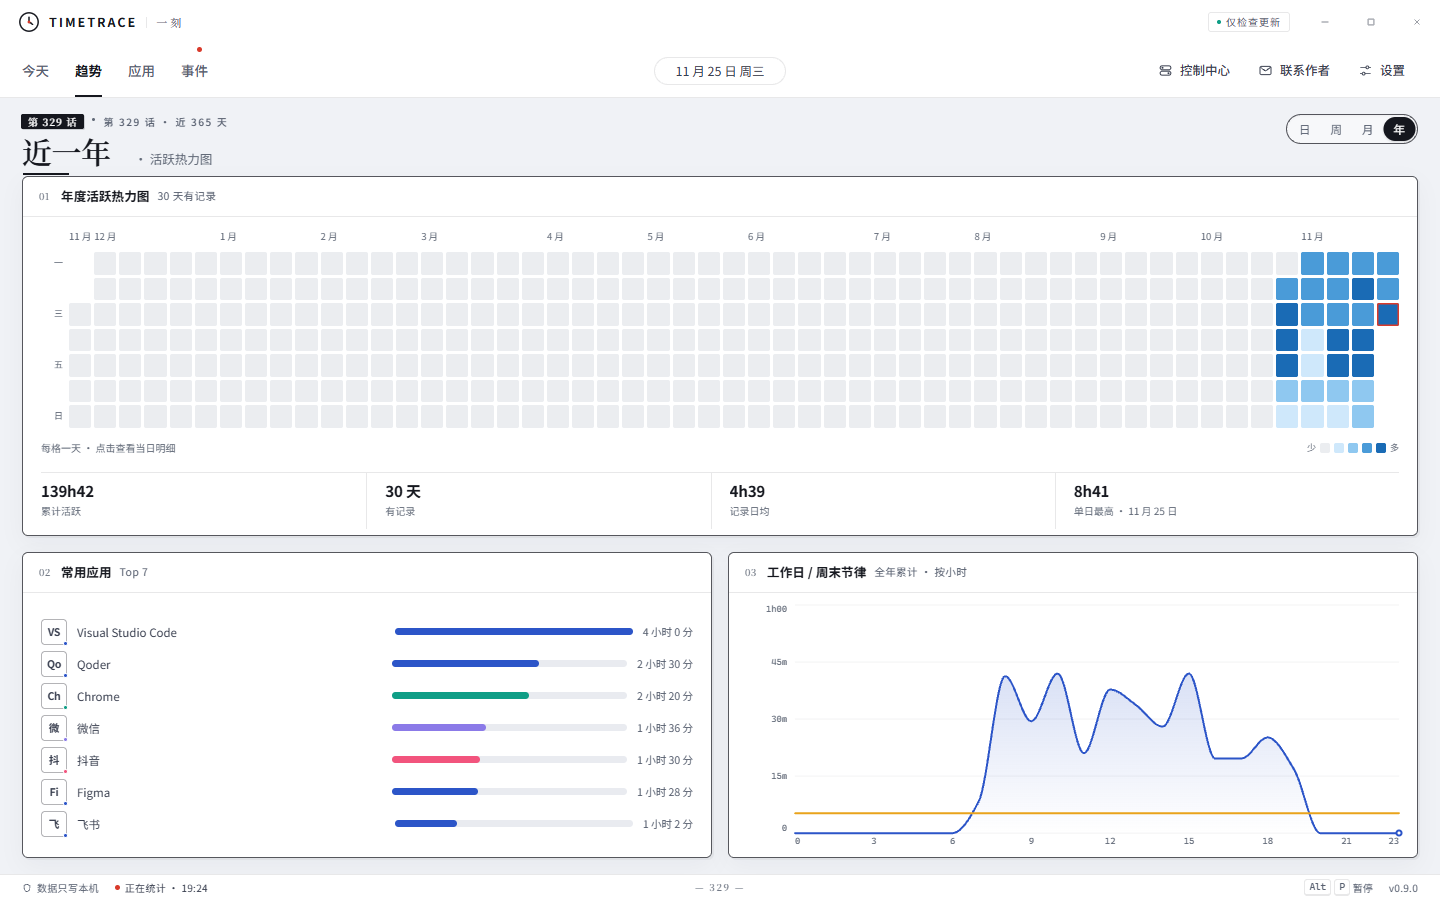 TIMETRACE 一刻
仅检查更新
今天 趋势 应用 事件
11 月 25 日 周三
控制中心 联系作者 设置
第 329 话 • 第 329 话 · 近 365 天
近一年 · 活跃热力图
日 周 月 年
01 年度活跃热力图 30 天有记录
11 月 12 月 1 月 2 月 3 月 4 月 5 月 6 月 7 月 8 月 9 月 10 月 11 月
一
三
五
日
每格一天 · 点击查看当日明细
少 多
139h42 30 天 4h39 8h41
累计活跃 有记录 记录日均 单日最高 · 11 月 25 日
02 常用应用 Top 7
VS Visual Studio Code 4 小时 0 分
Qo Qoder 2 小时 30 分
Ch Chrome 2 小时 20 分
微 微信 1 小时 36 分
抖 抖音 1 小时 30 分
Fi Figma 1 小时 28 分
飞 飞书 1 小时 2 分
03 工作日 / 周末节律 全年累计 · 按小时
1h00
45m
30m
15m
0
0 3 6 9 12 15 18 21 23
数据只写本机 正在统计 · 19:24
— 329 —
Alt P 暂停 v0.9.0